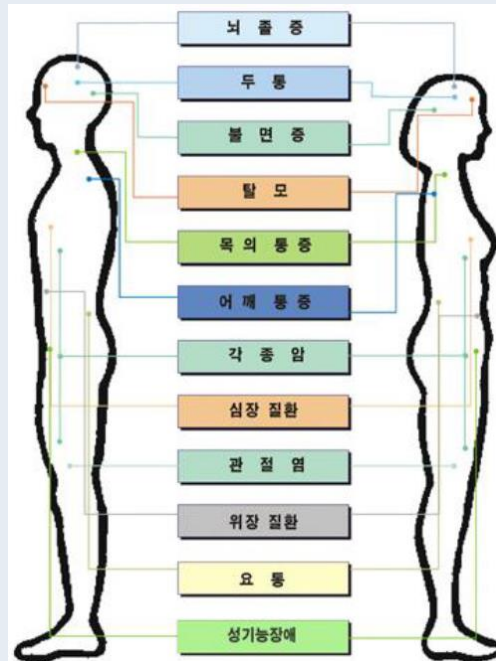 뇌 졸 중
두 통
불 면 증
탈 모
목 의 통 증
어 깨 통 증
각 종 암
심장 질환
관 절 염
위장 질환
요 통
성기능장애